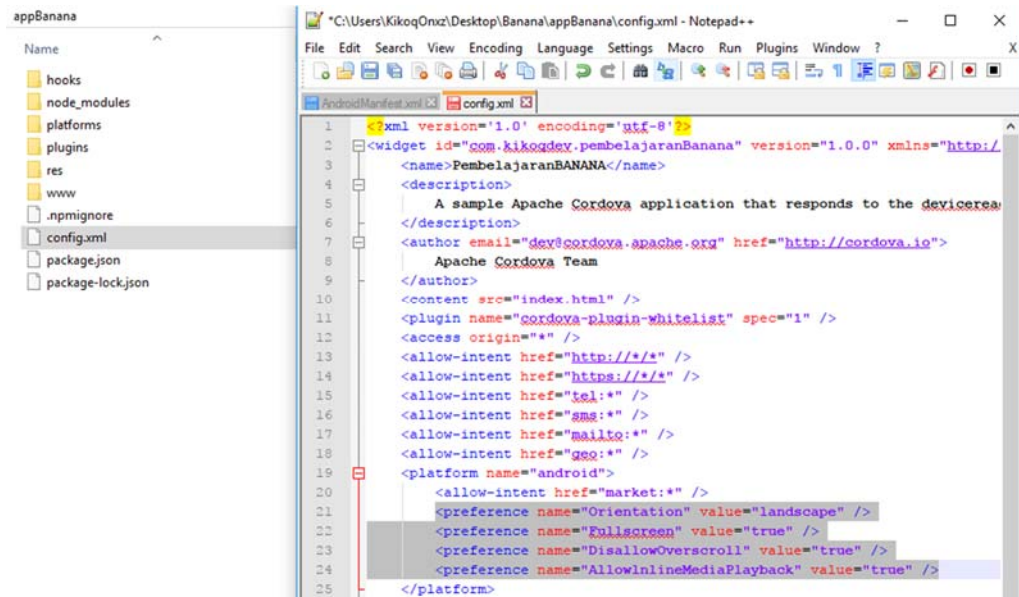 appBanana
Name
hooks
node_modules
platforms
plugins
res
www
.npmignore
config.xml
package.json
package-lock.json
*C:\Users\KikoqOnxz\Desktop\Banana\appBanana\config.xml - Notepad++
File Edit Search View Encoding Language Settings Macro Run Plugins Window ? X
AndroidManifest.xml config.xml
1 <?xml version='1.0' encoding='utf-8'?>
2 <widget id="com.kikoqdev.pembelajaranBanana" version="1.0.0" xmlns="http:/
3 <name>PembelajaranBANANA</name>
4 <description>
5 A sample Apache Cordova application that responds to the devicerea
6 </description>
7 <author email="dev@cordova.apache.org" href="http://cordova.io">
8 Apache Cordova Team
9 </author>
10 <content src="index.html" />
11 <plugin name="cordova-plugin-whitelist" spec="1" />
12 <access origin="*" />
13 <allow-intent href="http://*/*" />
14 <allow-intent href="https://*/*" />
15 <allow-intent href="tel:*" />
16 <allow-intent href="sms:*" />
17 <allow-intent href="mailto:*" />
18 <allow-intent href="geo:*" />
19 <platform name="android">
20 <allow-intent href="market:*" />
21 <preference name="Orientation" value="landscape" />
22 <preference name="Fullscreen" value="true" />
23 <preference name="DisallowOverscroll" value="true" />
24 <preference name="AllowInlineMediaPlayback" value="true" />
25 </platform>